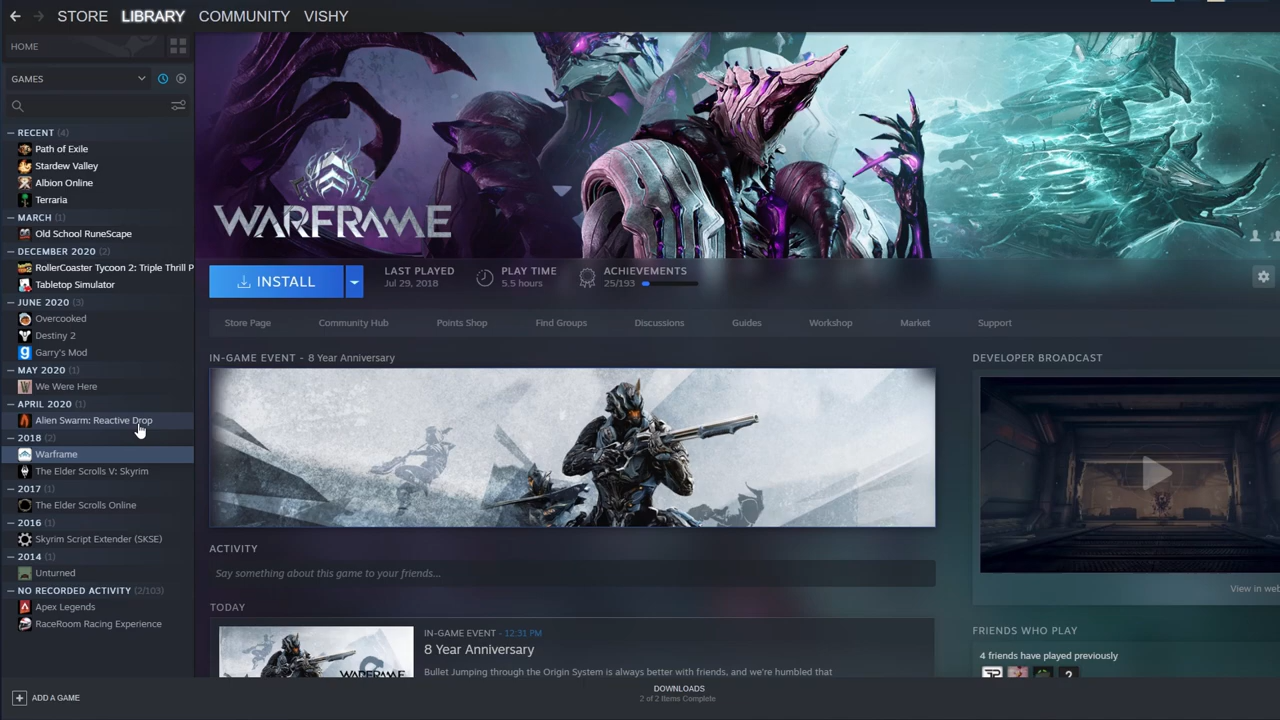 STORE LIBRARY COMMUNITY VISHY
HOME
GAMES
— RECENT (4)
Path of Exile
Stardew Valley
Albion Online
Terraria
— MARCH (1)
Old School RuneScape
— DECEMBER 2020 (2)
RollerCoaster Tycoon 2: Triple Thrill P
Tabletop Simulator
— JUNE 2020 (3)
Overcooked
Destiny 2
Garry's Mod
— MAY 2020 (1)
We Were Here
— APRIL 2020 (1)
Alien Swarm: Reactive Drop
— 2018 (2)
Warframe
The Elder Scrolls V: Skyrim
— 2017 (1)
The Elder Scrolls Online
— 2016 (1)
Skyrim Script Extender (SKSE)
— 2014 (1)
Unturned
— NO RECORDED ACTIVITY (2/103)
Apex Legends
RaceRoom Racing Experience
ADD A GAME
WARFRAME
INSTALL
LAST PLAYED
Jul 29, 2018
PLAY TIME
5.5 hours
ACHIEVEMENTS
25/193
Store Page Community Hub Points Shop Find Groups Discussions Guides Workshop Market Support
IN-GAME EVENT - 8 Year Anniversary
ACTIVITY
Say something about this game to your friends...
TODAY
WARFRAME
IN-GAME EVENT - 12:31 PM
8 Year Anniversary
Bullet Jumping through the Origin System is always better with friends, and we're humbled that
DEVELOPER BROADCAST
View in web
FRIENDS WHO PLAY
4 friends have played previously
?
DOWNLOADS
2 of 2 Items Complete